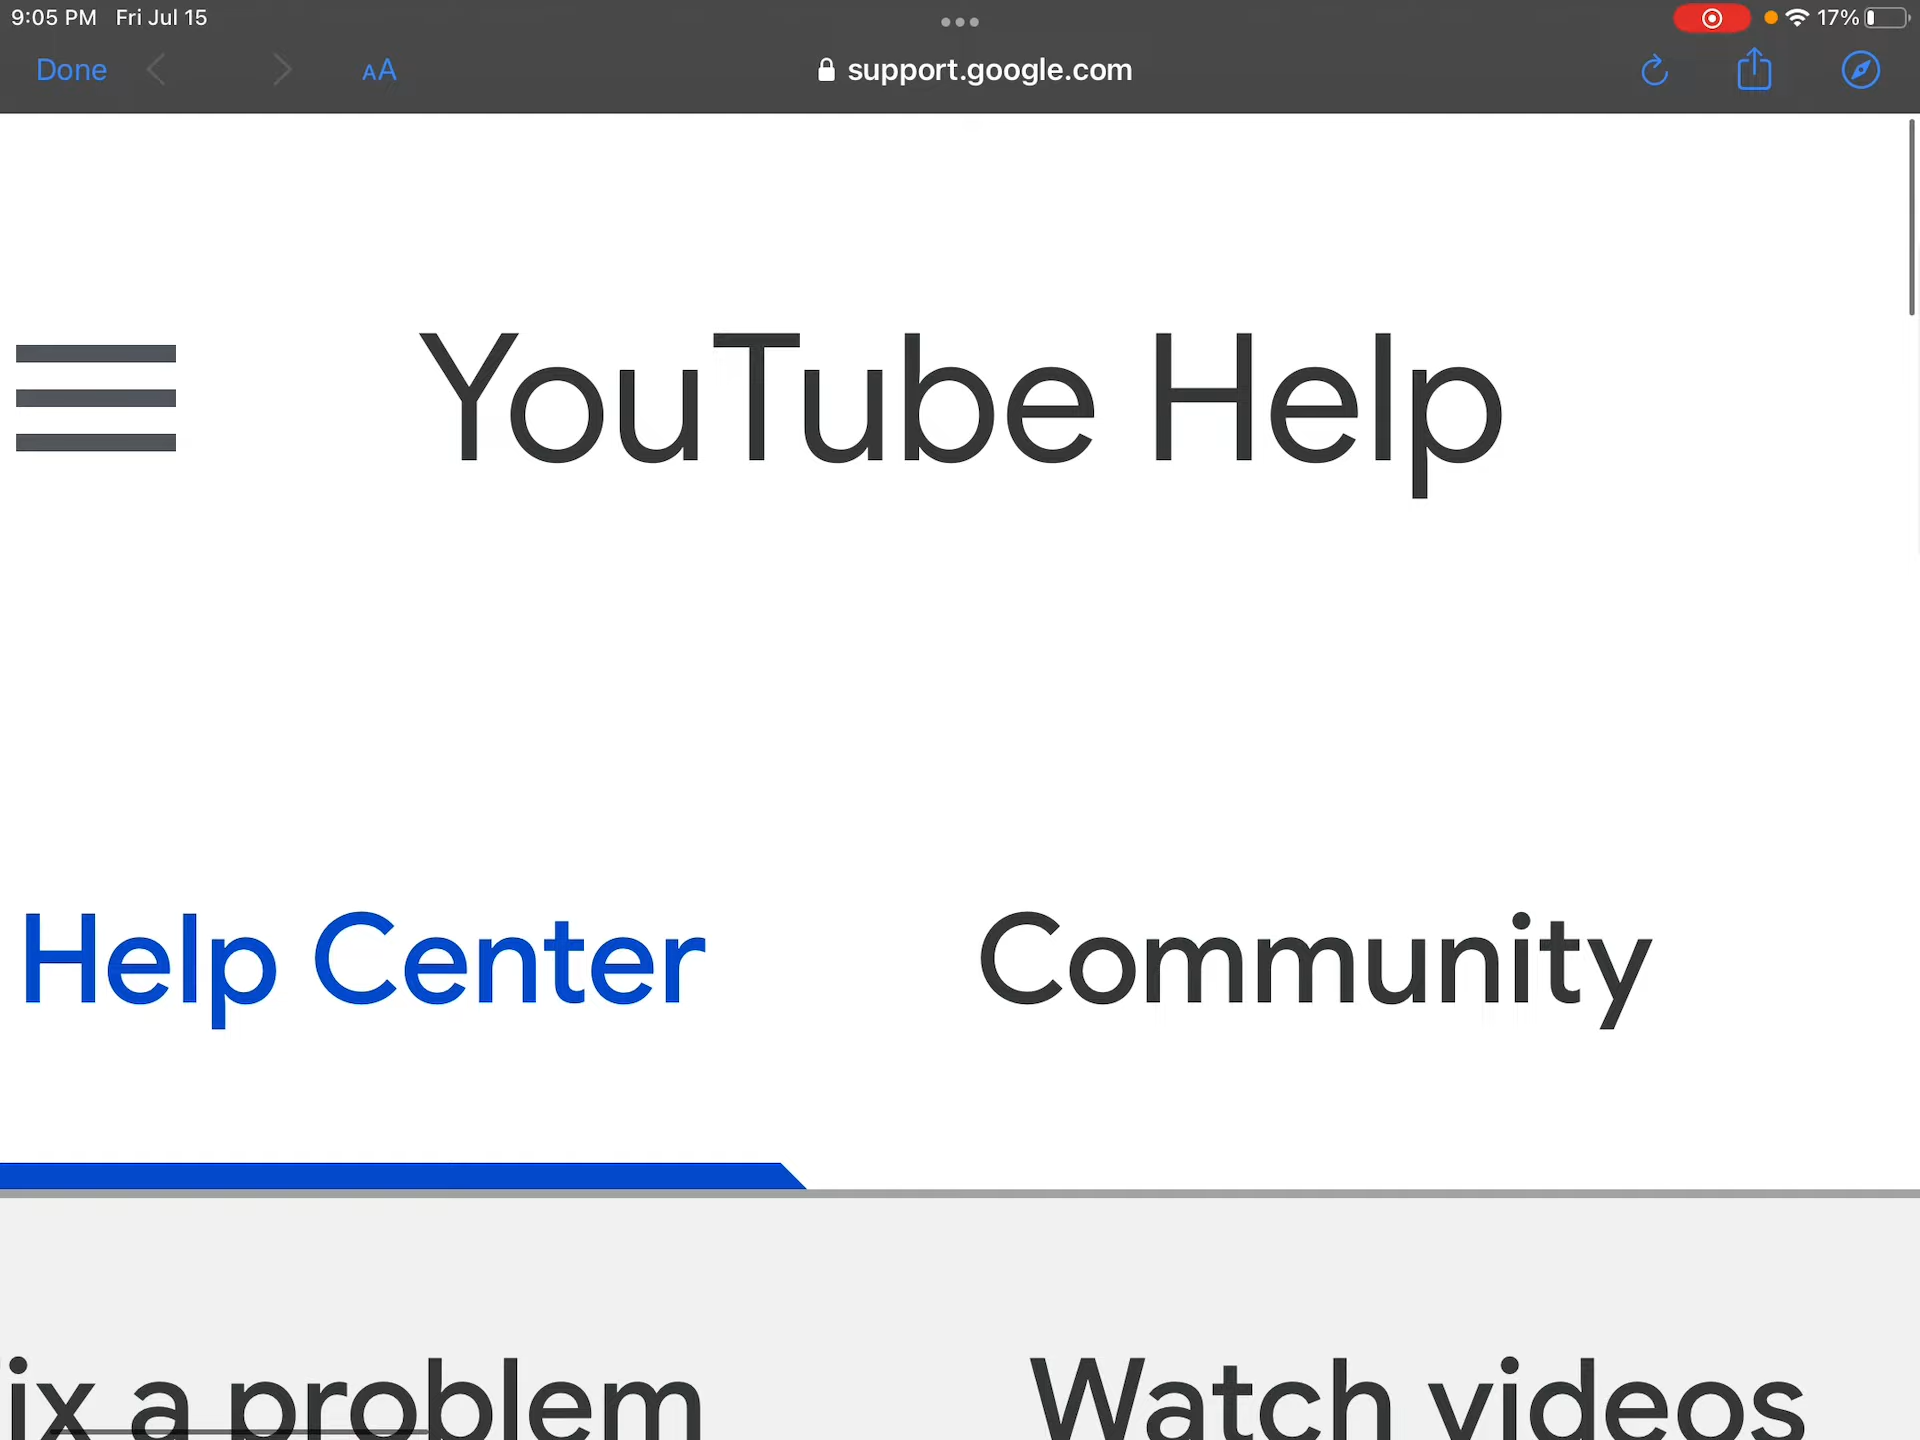 9:05 PM Fri Jul 15
17%
Done
AA
support.google.com
YouTube Help
Help Center
Community
ix a problem
Watch videos